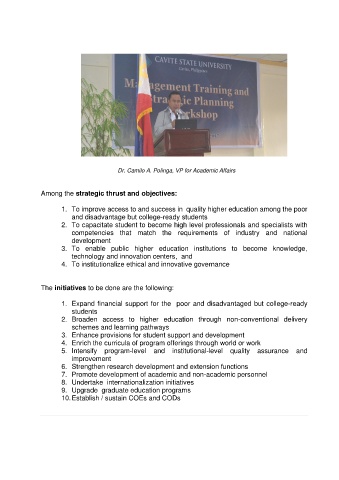 CAVITE STATE UNIVERSITY
Indang, Philippines
Management Training and
Strategic Planning
Workshop
Dr. Camilo A. Polinga, VP for Academic Affairs
Among the strategic thrust and objectives:
1. To improve access to and success in quality higher education among the poor
and disadvantage but college-ready students
2. To capacitate student to become high level professionals and specialists with
competencies that match the requirements of industry and national
development
3. To enable public higher education institutions to become knowledge,
technology and innovation centers, and
4. To institutionalize ethical and innovative governance
The initiatives to be done are the following:
1. Expand financial support for the poor and disadvantaged but college-ready
students
2. Broaden access to higher education through non-conventional delivery
schemes and learning pathways
3. Enhance provisions for student support and development
4. Enrich the curricula of program offerings through world or work
5. Intensify program-level and institutional-level quality assurance and
improvement
6. Strengthen research development and extension functions
7. Promote development of academic and non-academic personnel
8. Undertake internationalization initiatives
9. Upgrade graduate education programs
10. Establish / sustain COEs and CODs